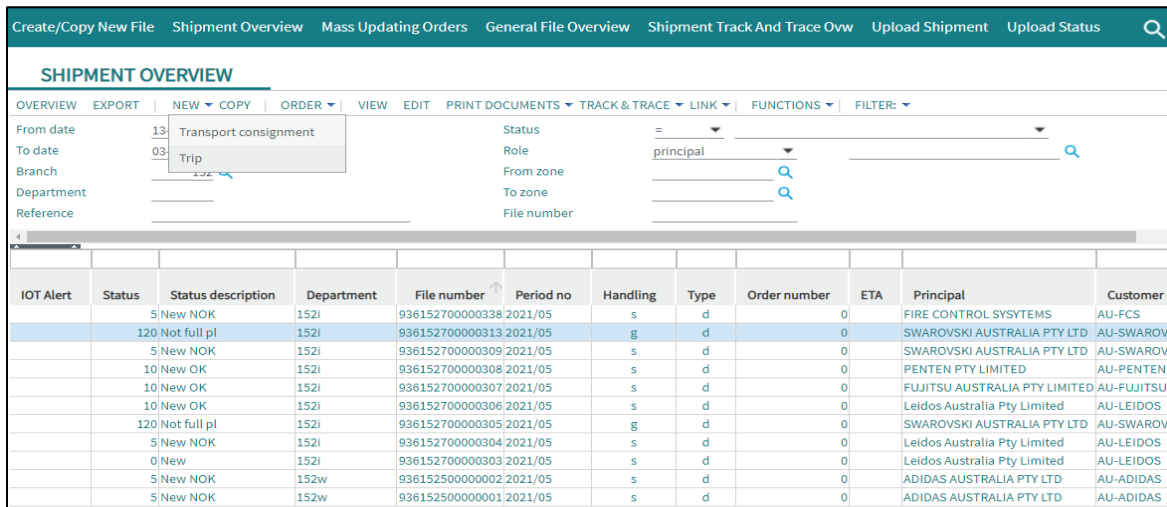 Create/Copy New File Shipment Overview Mass Updating Orders General File Overview Shipment Track And Trace Ovw Upload Shipment Upload Status
SHIPMENT OVERVIEW
OVERVIEW EXPORT NEW COPY ORDER VIEW EDIT PRINT DOCUMENTS TRACK & TRACE LINK FUNCTIONS FILTER:
From date 13- Transport consignment Status =
To date 03- Trip Role principal
Branch 152 From zone
Department To zone
Reference File number
IOT Alert Status Status description Department File number Period no Handling Type Order number ETA Principal Customer
5 New NOK 152i 936152700000338 2021/05 s d 0 FIRE CONTROL SYSYTEMS AU-FCS
120 Not full pl 152i 936152700000313 2021/05 g d 0 SWAROVSKI AUSTRALIA PTY LTD AU-SWAROV
5 New NOK 152i 936152700000309 2021/05 s d 0 SWAROVSKI AUSTRALIA PTY LTD AU-SWAROV
10 New OK 152i 936152700000308 2021/05 s d 0 PENTEN PTY LIMITED AU-PENTEN
10 New OK 152i 936152700000307 2021/05 s d 0 FUJITSU AUSTRALIA PTY LIMITED AU-FUJITSU
10 New OK 152i 936152700000306 2021/05 s d 0 Leidos Australia Pty Limited AU-LEIDOS
120 Not full pl 152i 936152700000305 2021/05 g d 0 SWAROVSKI AUSTRALIA PTY LTD AU-SWAROV
5 New NOK 152i 936152700000304 2021/05 s d 0 Leidos Australia Pty Limited AU-LEIDOS
0 New 152i 936152700000303 2021/05 s d 0 Leidos Australia Pty Limited AU-LEIDOS
5 New NOK 152w 936152500000002 2021/05 s d 0 ADIDAS AUSTRALIA PTY LTD AU-ADIDAS
5 New NOK 152w 936152500000001 2021/05 s d 0 ADIDAS AUSTRALIA PTY LTD AU-ADIDAS